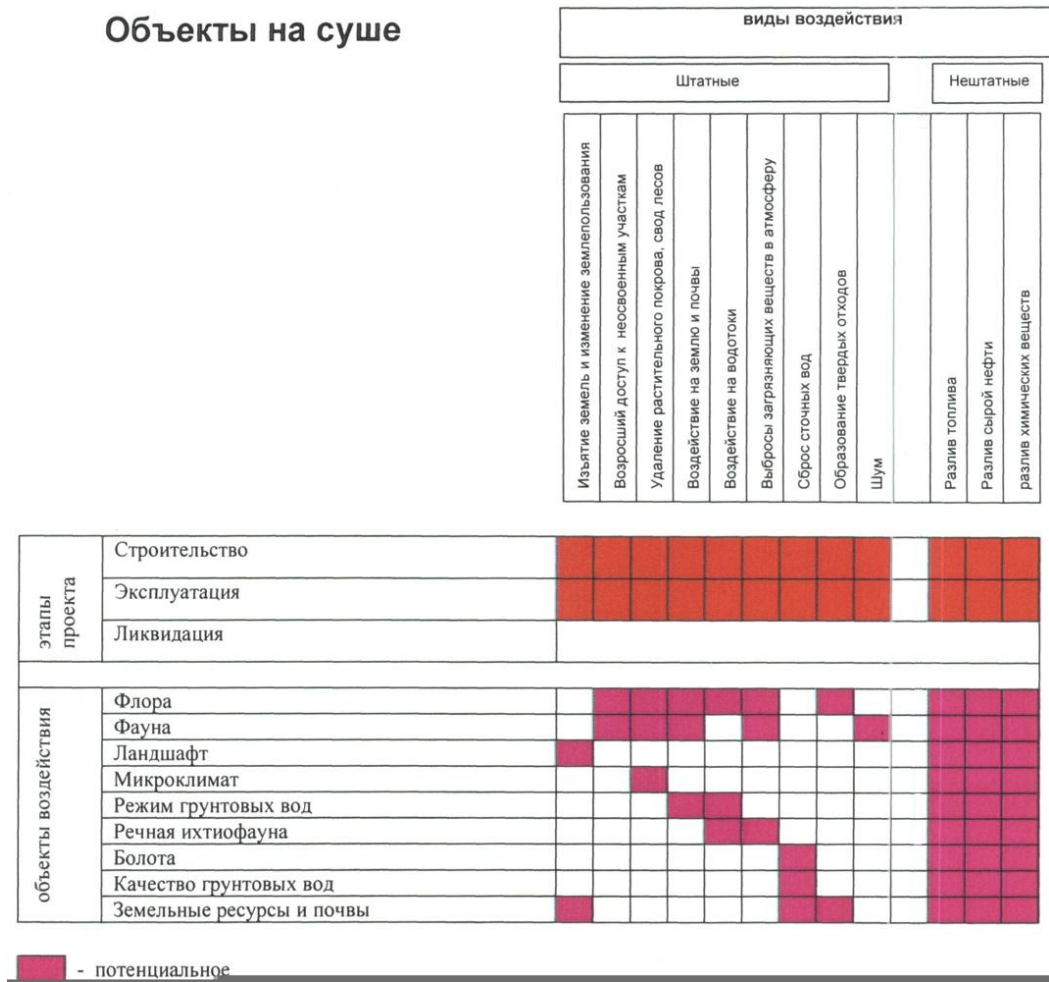 Объекты на суше
виды воздействия
Штатные
Нештатные
Изъятие земель и изменение землепользования
Возросший доступ к неосвоенным участкам
Удаление растительного покрова, свод лесов
Воздействие на землю и почвы
Воздействие на водотоки
Выбросы загрязняющих веществ в атмосферу
Сброс сточных вод
Образование твердых отходов
Шум
Разлив топлива
Разлив сырой нефти
разлив химических веществ
этапы
проекта
Строительство
Эксплуатация
Ликвидация
объекты воздействия
Флора
Фауна
Ландшафт
Микроклимат
Режим грунтовых вод
Речная ихтиофауна
Болота
Качество грунтовых вод
Земельные ресурсы и почвы
- потенциальное